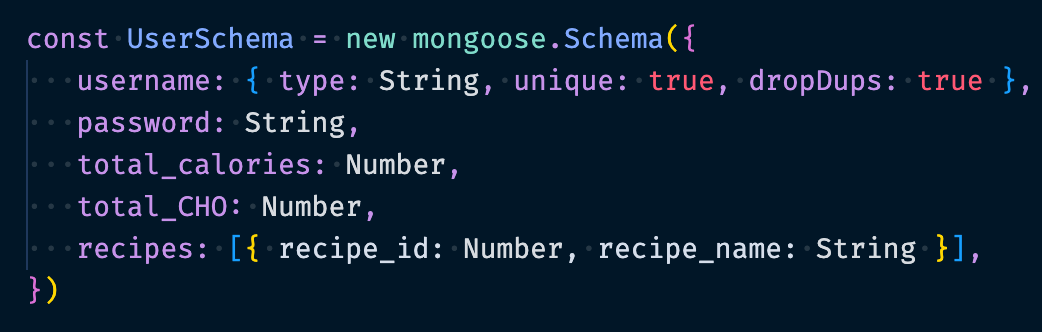 const UserSchema = new mongoose.Schema({
    username: { type: String, unique: true, dropDups: true },
    password: String,
    total_calories: Number,
    total_CHO: Number,
    recipes: [{ recipe_id: Number, recipe_name: String }],
})